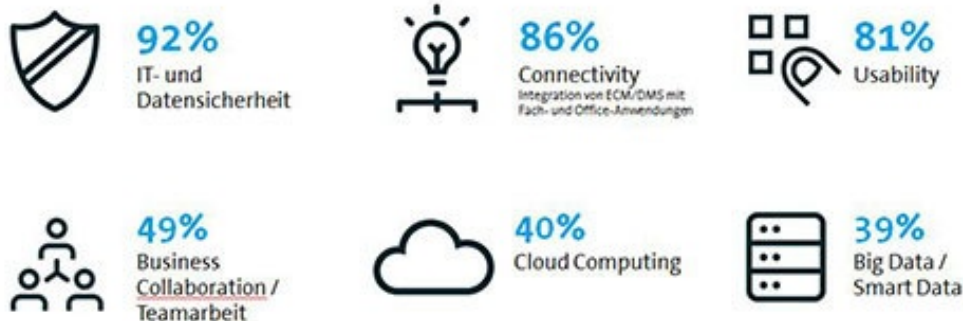 92%
IT- und
Datensicherheit
86%
Connectivity
Integration von ECM/DMS mit
Fach- und Office-Anwendungen
81%
Usability
49%
Business
Collaboration /
Teamarbeit
40%
Cloud Computing
39%
Big Data /
Smart Data